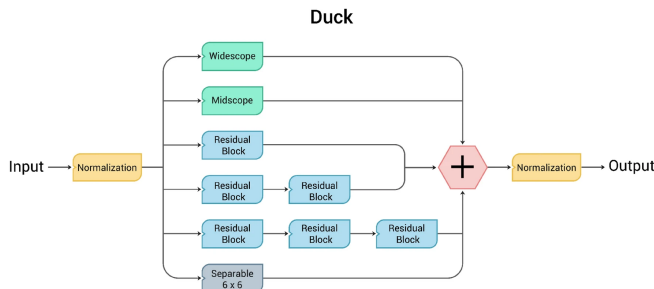 Duck
Widescope
Midscope
Residual
Block
Input
Normalization
+
Normalization
Output
Residual
Block
Residual
Block
Residual
Block
Residual
Block
Residual
Block
Separable
6 x 6